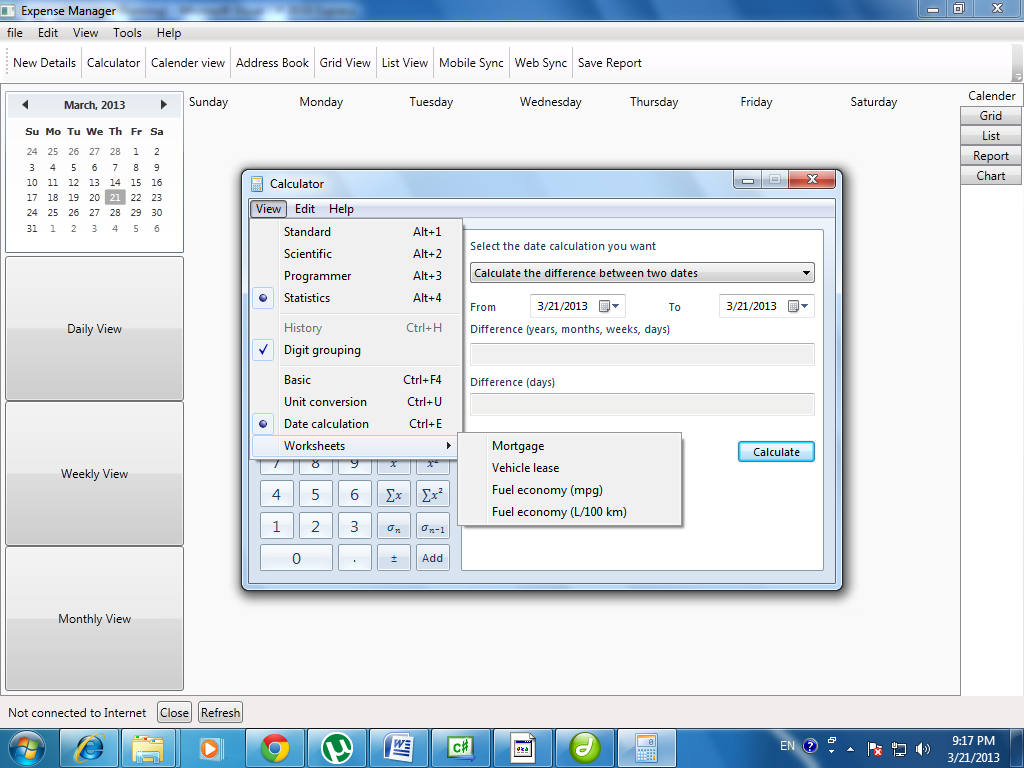 Expense Manager
file Edit View Tools Help
New Details Calculator Calender view Address Book Grid View List View Mobile Sync Web Sync Save Report
March, 2013
Su Mo Tu We Th Fr Sa
24 25 26 27 28 1 2
3 4 5 6 7 8 9
10 11 12 13 14 15 16
17 18 19 20 21 22 23
24 25 26 27 28 29 30
31 1 2 3 4 5 6
Daily View
Weekly View
Monthly View
Sunday Monday Tuesday Wednesday Thursday Friday Saturday
Calender
Grid
List
Report
Chart
Calculator
View Edit Help
Standard Alt+1
Scientific Alt+2
Programmer Alt+3
Statistics Alt+4
History Ctrl+H
Digit grouping
Basic Ctrl+F4
Unit conversion Ctrl+U
Date calculation Ctrl+E
Worksheets
Mortgage
Vehicle lease
Fuel economy (mpg)
Fuel economy (L/100 km)
Select the date calculation you want
Calculate the difference between two dates
From 3/21/2013 To 3/21/2013
Difference (years, months, weeks, days)
Difference (days)
Calculate
7 8 9 x̄ x̄²
4 5 6 ∑x ∑x²
1 2 3 σn σn-1
0 . ± Add
Not connected to Internet Close Refresh
EN 9:17 PM
3/21/2013